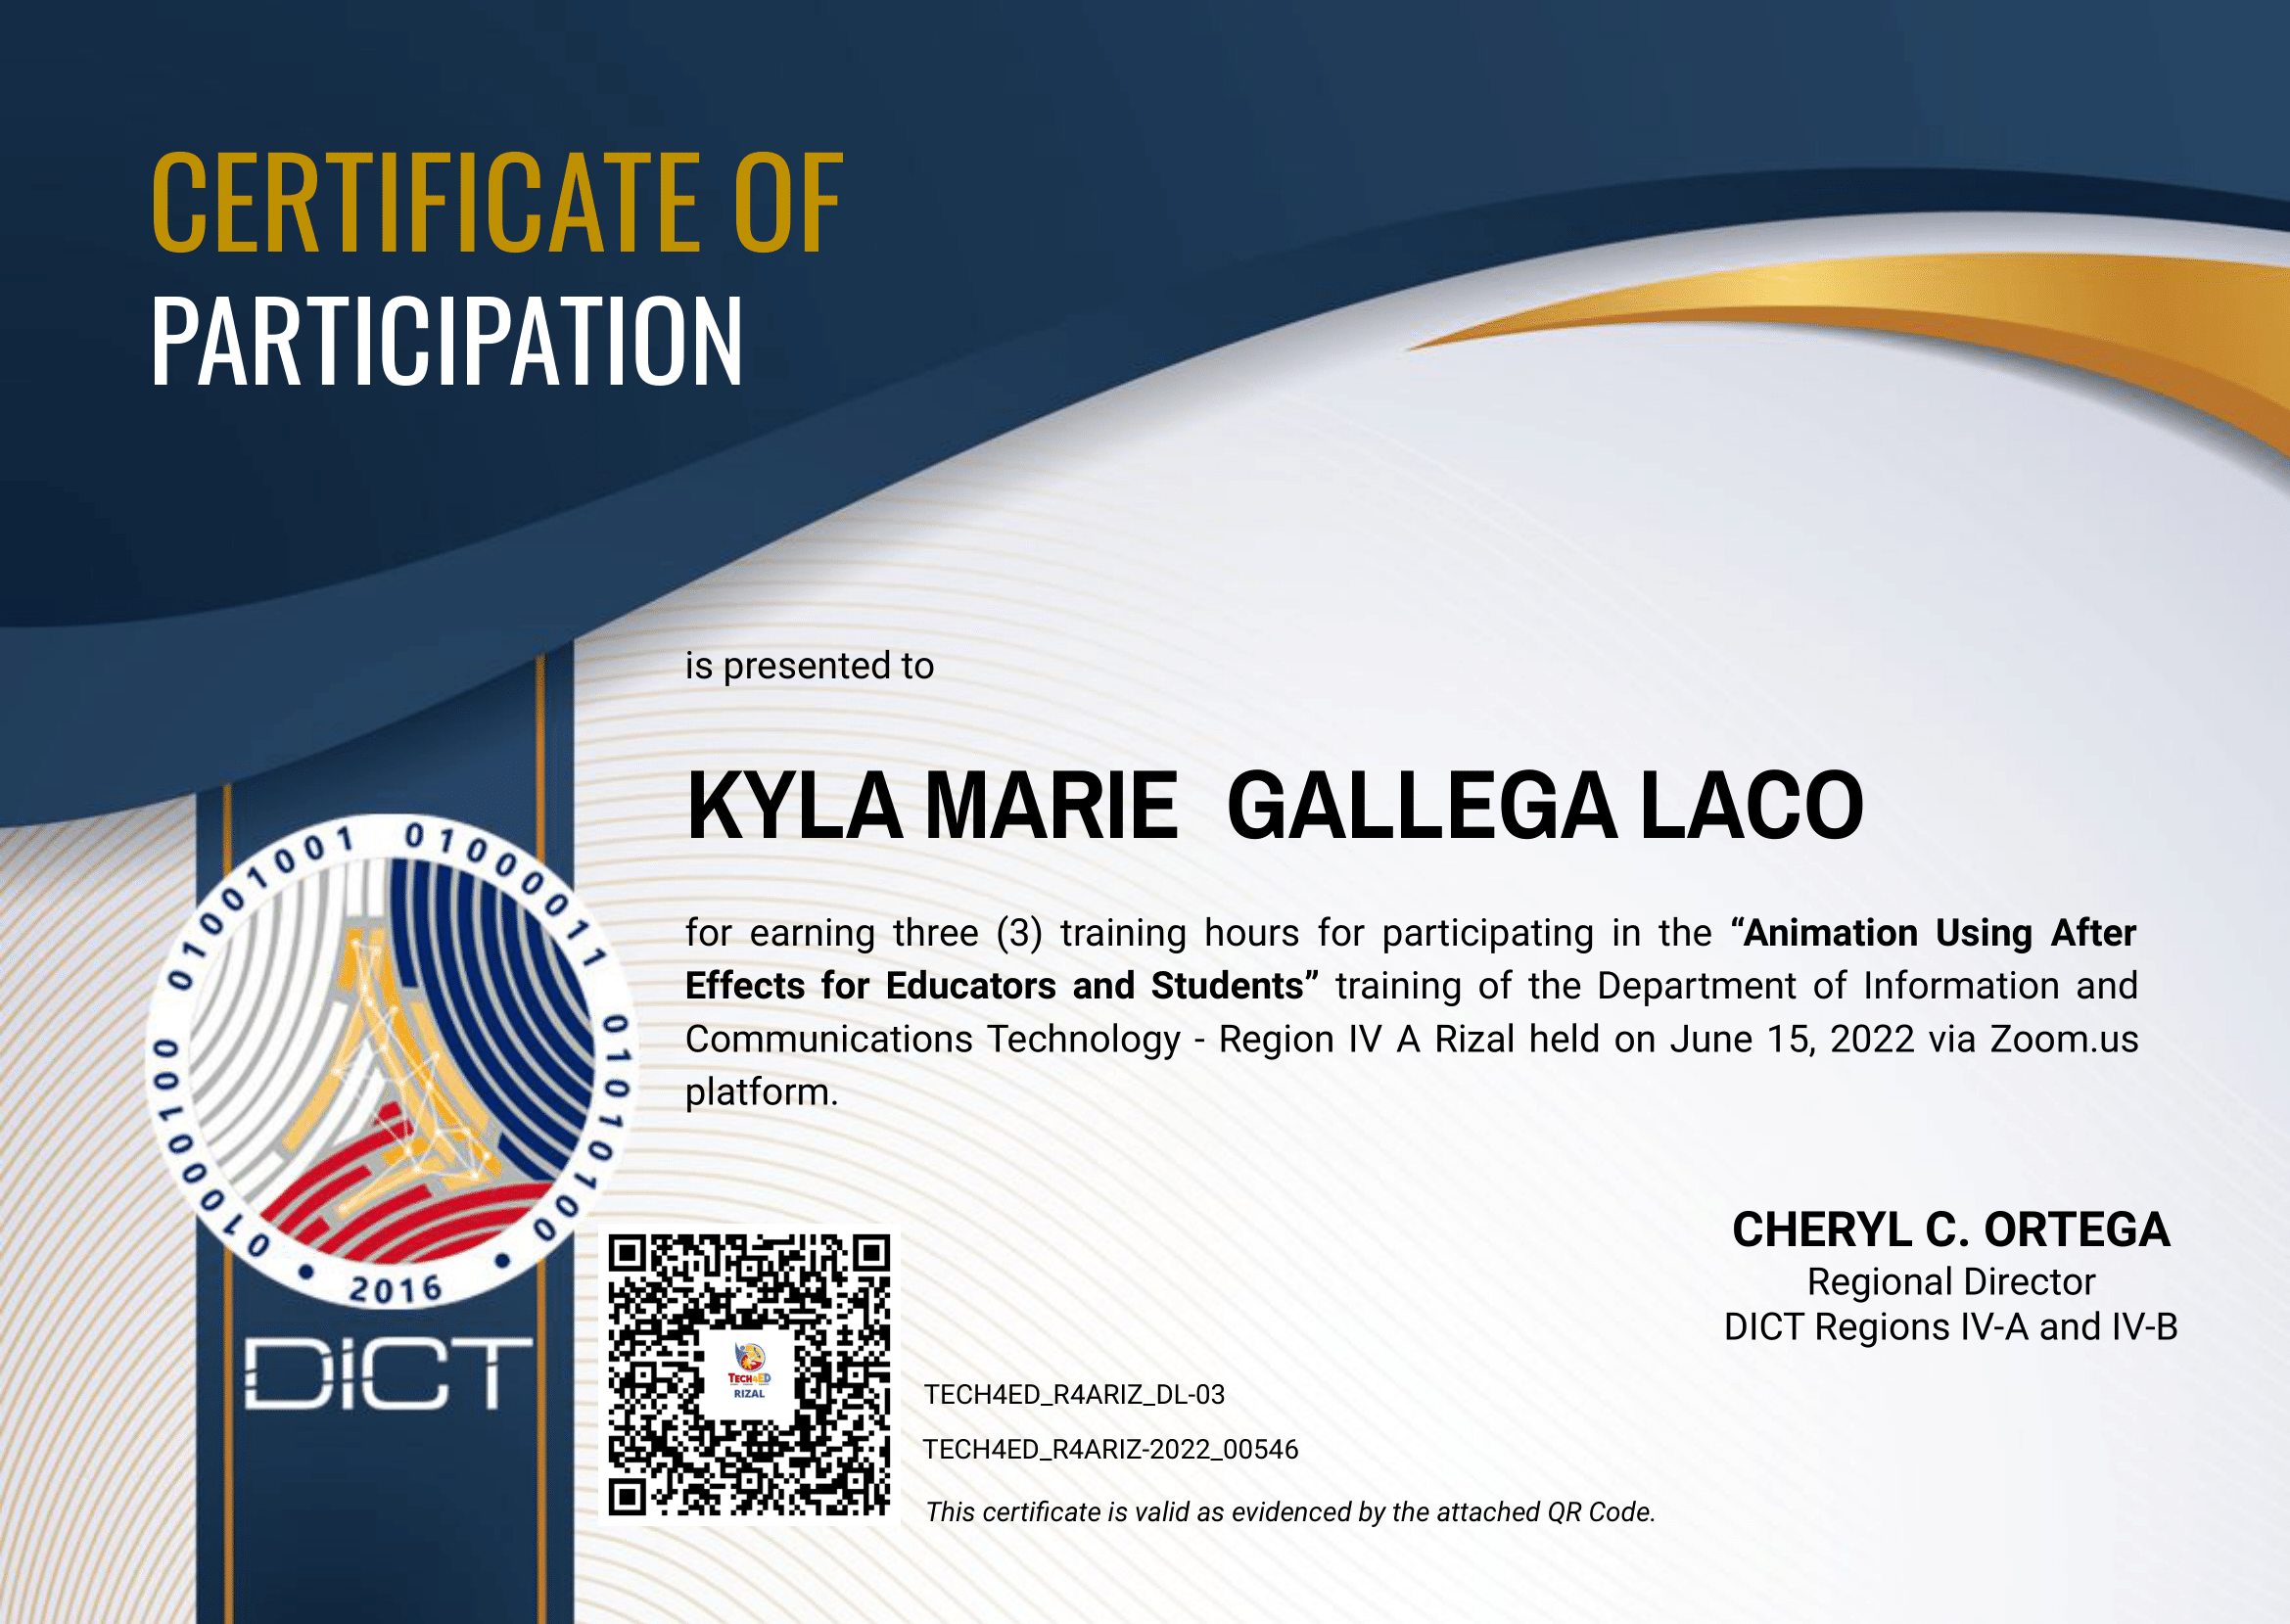 CERTIFICATE OF
PARTICIPATION
is presented to
KYLA MARIE GALLEGA LACO
for earning three (3) training hours for participating in the “Animation Using After
Effects for Educators and Students” training of the Department of Information and
Communications Technology - Region IV A Rizal held on June 15, 2022 via Zoom.us
platform.
01001001 01000011 01010100 • 2016 • 01000100
DICT
CHERYL C. ORTEGA
Regional Director
DICT Regions IV-A and IV-B
TECH4ED
RIZAL
TECH4ED_R4ARIZ_DL-03
TECH4ED_R4ARIZ-2022_00546
This certificate is valid as evidenced by the attached QR Code.